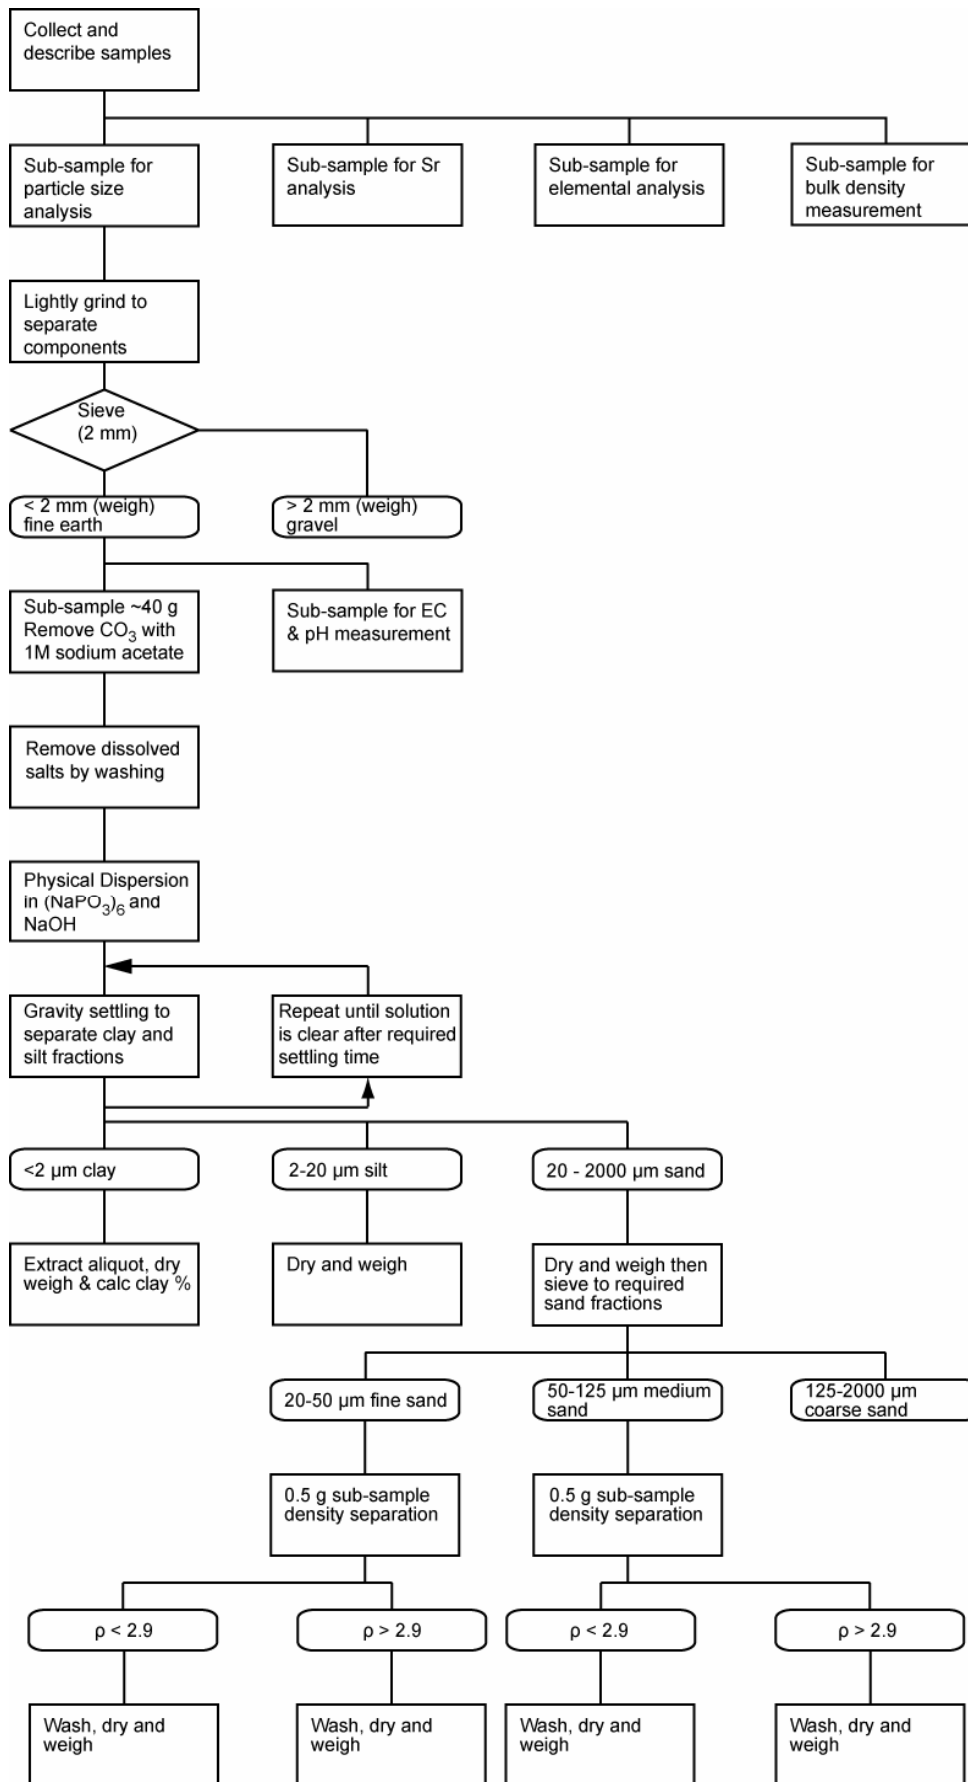 Collect and
describe samples
Sub-sample for
particle size
analysis
Sub-sample for Sr
analysis
Sub-sample for
elemental analysis
Sub-sample for
bulk density
measurement
Lightly grind to
separate
components
Sieve
(2 mm)
< 2 mm (weigh)
fine earth
> 2 mm (weigh)
gravel
Sub-sample ~40 g
Remove CO3 with
1M sodium acetate
Sub-sample for EC
& pH measurement
Remove dissolved
salts by washing
Physical Dispersion
in (NaPO3)6 and
NaOH
Gravity settling to
separate clay and
silt fractions
Repeat until solution
is clear after required
settling time
<2 µm clay
2-20 µm silt
20 - 2000 µm sand
Extract aliquot, dry
weigh & calc clay %
Dry and weigh
Dry and weigh then
sieve to required
sand fractions
20-50 µm fine sand
50-125 µm medium
sand
125-2000 µm
coarse sand
0.5 g sub-sample
density separation
0.5 g sub-sample
density separation
ρ < 2.9
ρ > 2.9
ρ < 2.9
ρ > 2.9
Wash, dry and
weigh
Wash, dry and
weigh
Wash, dry and
weigh
Wash, dry and
weigh